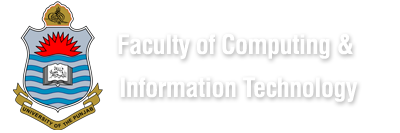 Faculty of Computing &
Information Technology
UNIVERSITY OF THE PUNJAB